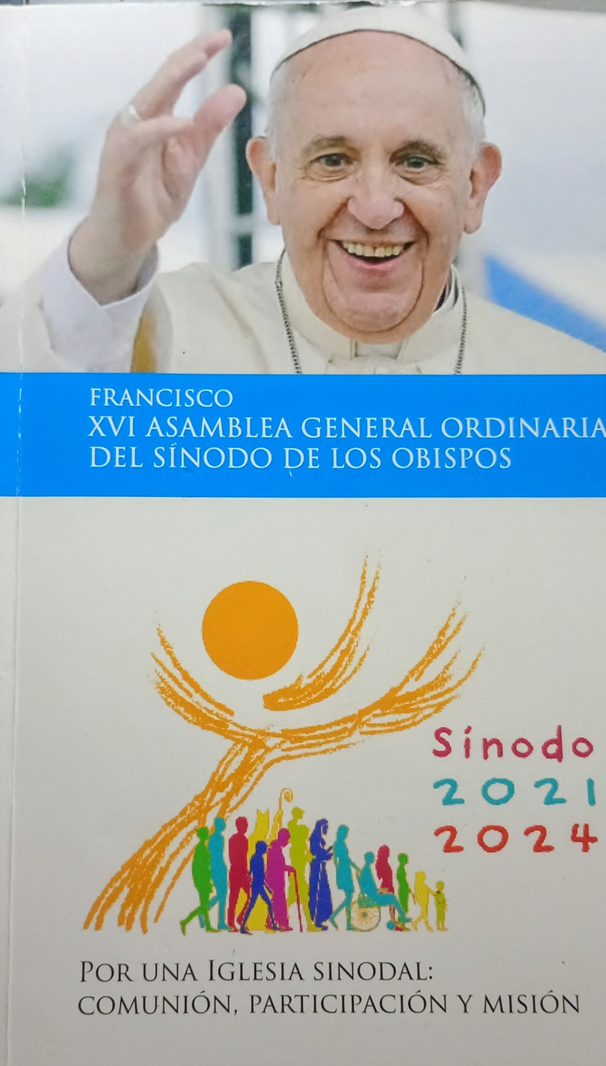 FRANCISCO
XVI ASAMBLEA GENERAL ORDINARIA
DEL SÍNODO DE LOS OBISPOS
Sínodo
2021
2024
POR UNA IGLESIA SINODAL:
COMUNIÓN, PARTICIPACIÓN Y MISIÓN